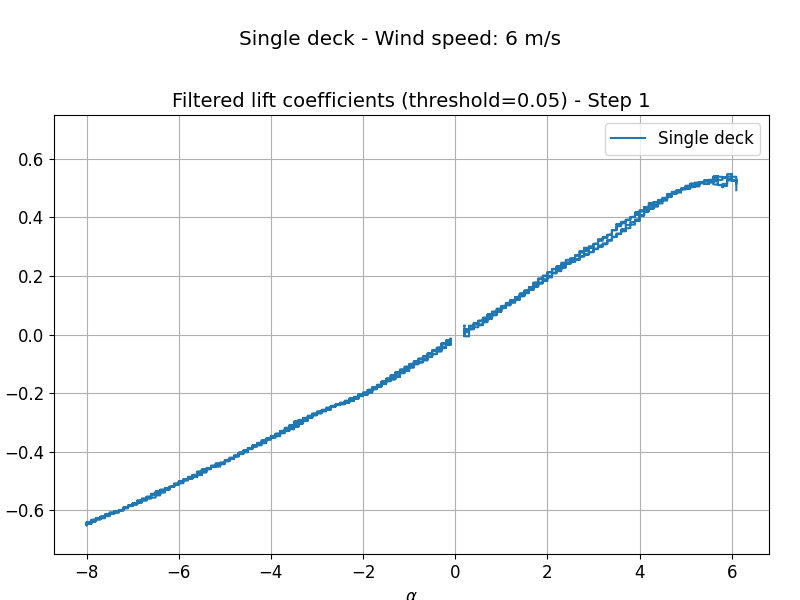 Single deck - Wind speed: 6 m/s
Filtered lift coefficients (threshold=0.05) - Step 1
Single deck
0.6
0.4
0.2
0.0
−0.2
−0.4
−0.6
−8 −6 −4 −2 0 2 4 6
α